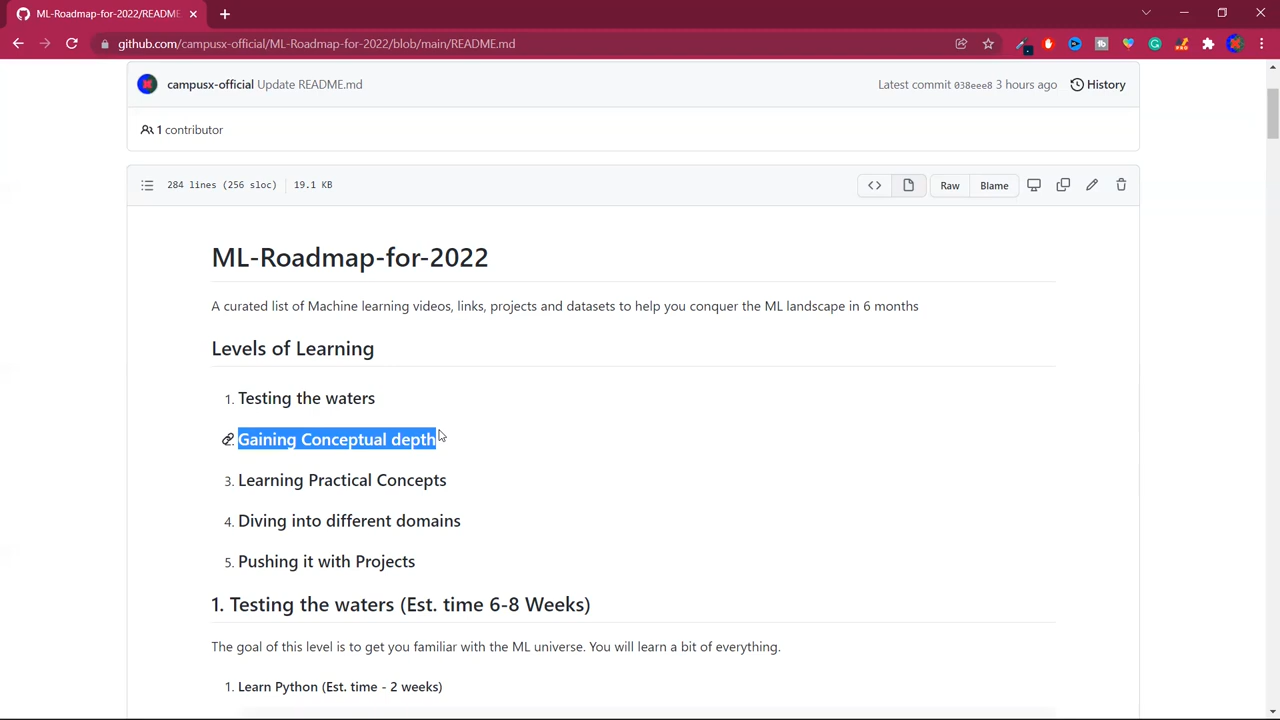 ML-Roadmap-for-2022/README
github.com/campusx-official/ML-Roadmap-for-2022/blob/main/README.md
campusx-official Update README.md
Latest commit 038eee8 3 hours ago History
1 contributor
284 lines (256 sloc) 19.1 KB
Raw Blame
ML-Roadmap-for-2022
A curated list of Machine learning videos, links, projects and datasets to help you conquer the ML landscape in 6 months
Levels of Learning
1. Testing the waters
2. Gaining Conceptual depth
3. Learning Practical Concepts
4. Diving into different domains
5. Pushing it with Projects
1. Testing the waters (Est. time 6-8 Weeks)
The goal of this level is to get you familiar with the ML universe. You will learn a bit of everything.
1. Learn Python (Est. time - 2 weeks)